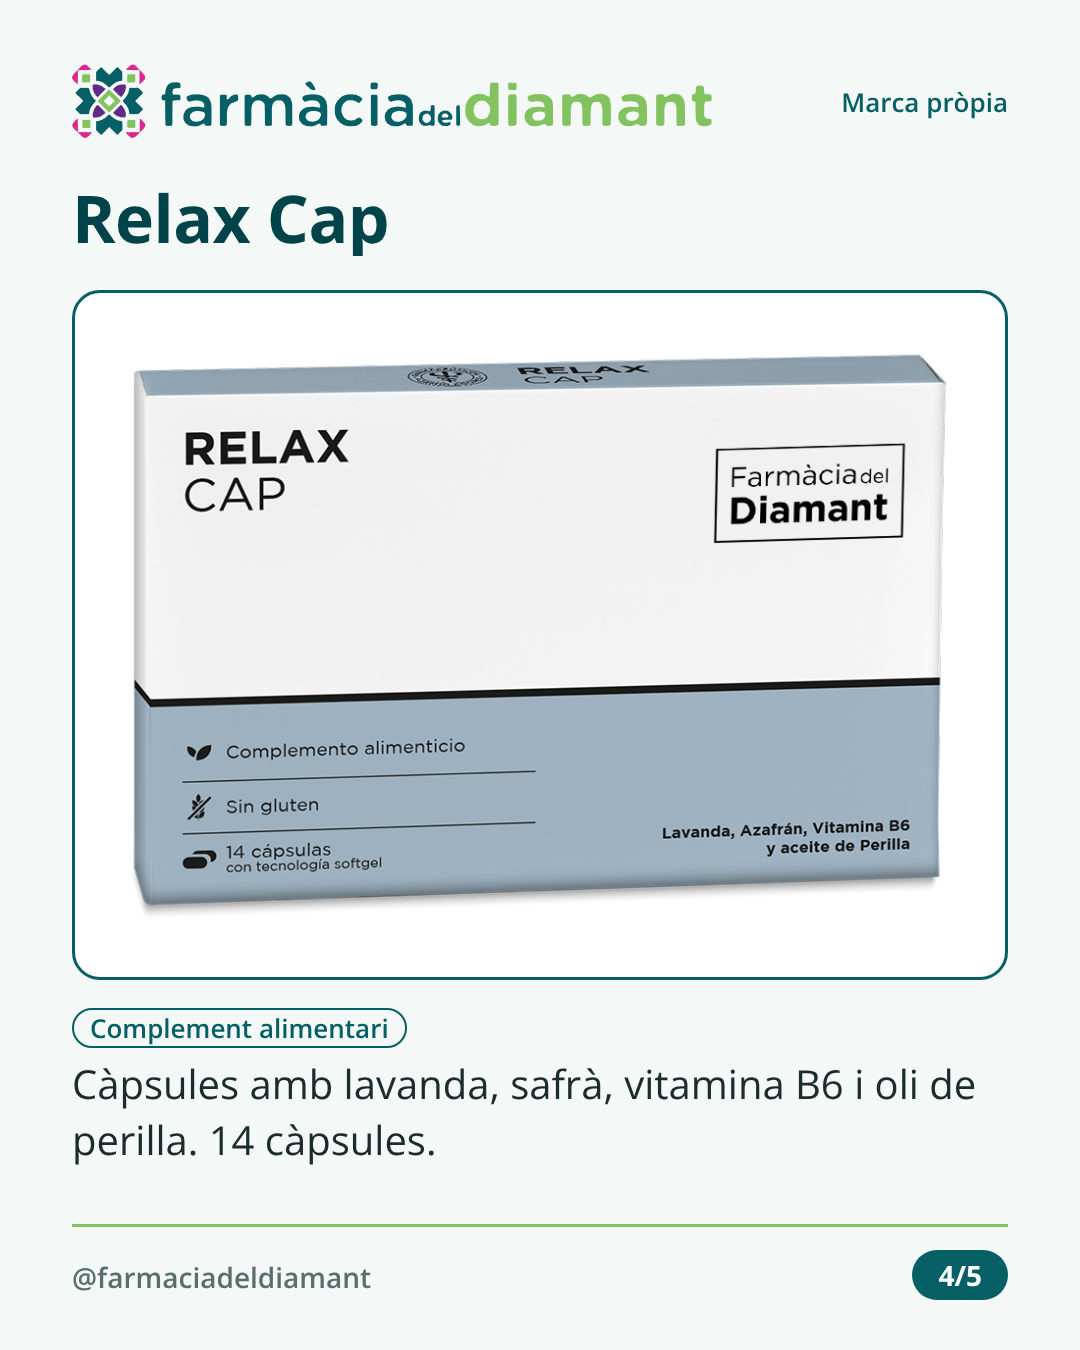 farmàciadeldiamant
Marca pròpia
Relax Cap
RELAX
CAP
RELAX
CAP
Farmàciadel
Diamant
Complemento alimenticio
Sin gluten
14 cápsulas
con tecnología softgel
Lavanda, Azafrán, Vitamina B6
y aceite de Perilla
Complement alimentari
Càpsules amb lavanda, safrà, vitamina B6 i oli de
perilla. 14 càpsules.
@farmaciadeldiamant
4/5